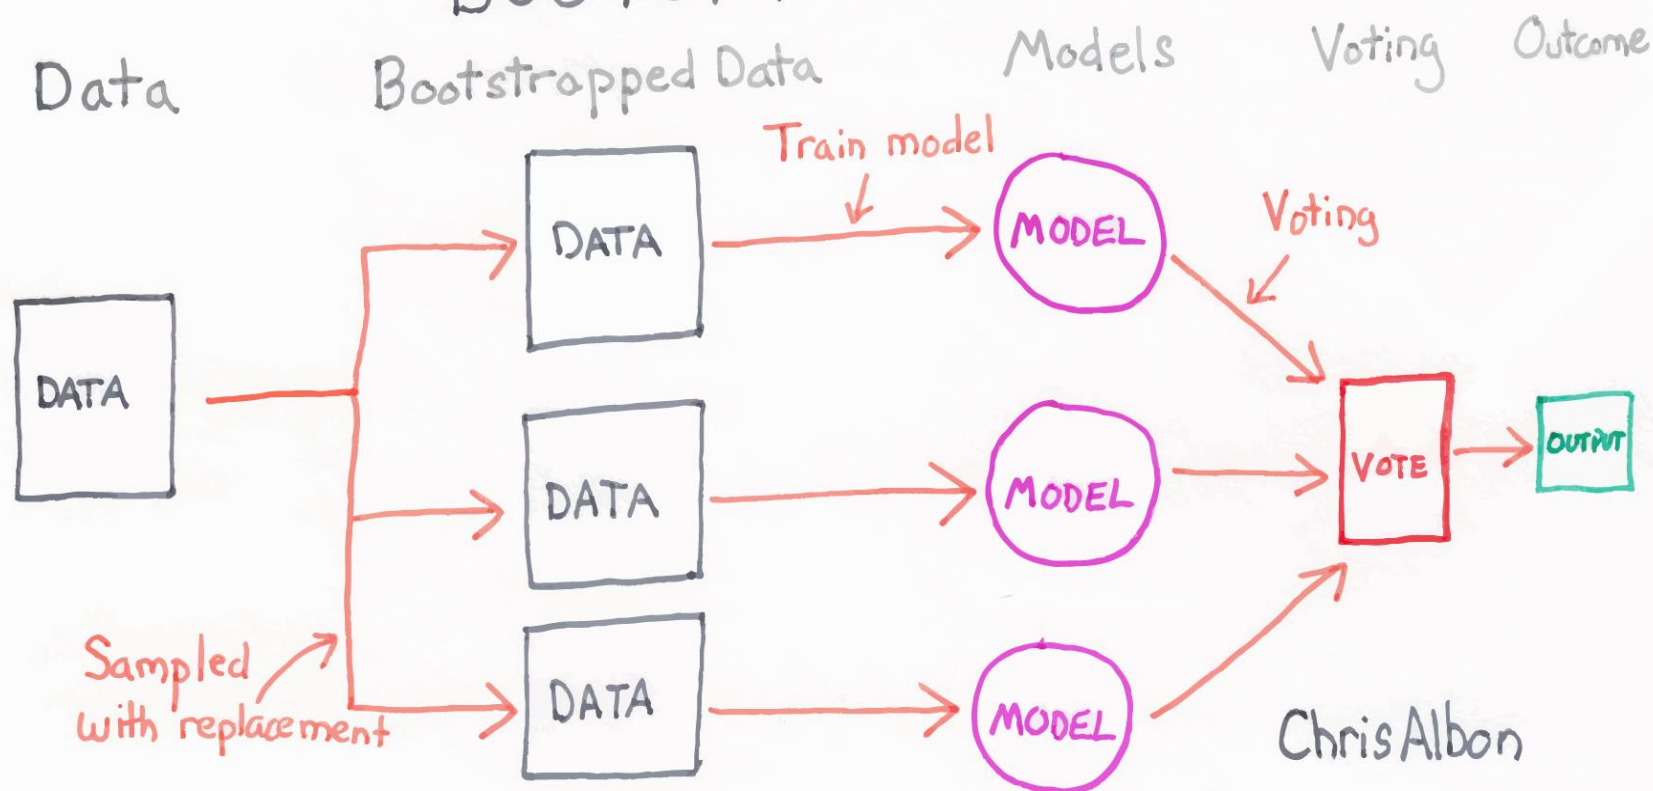 Data
Bootstrapped Data
Models
Voting
Outcome
Train model
Voting
DATA
DATA
DATA
DATA
MODEL
MODEL
MODEL
VOTE
OUTPUT
Sampled
with replacement
Chris Albon